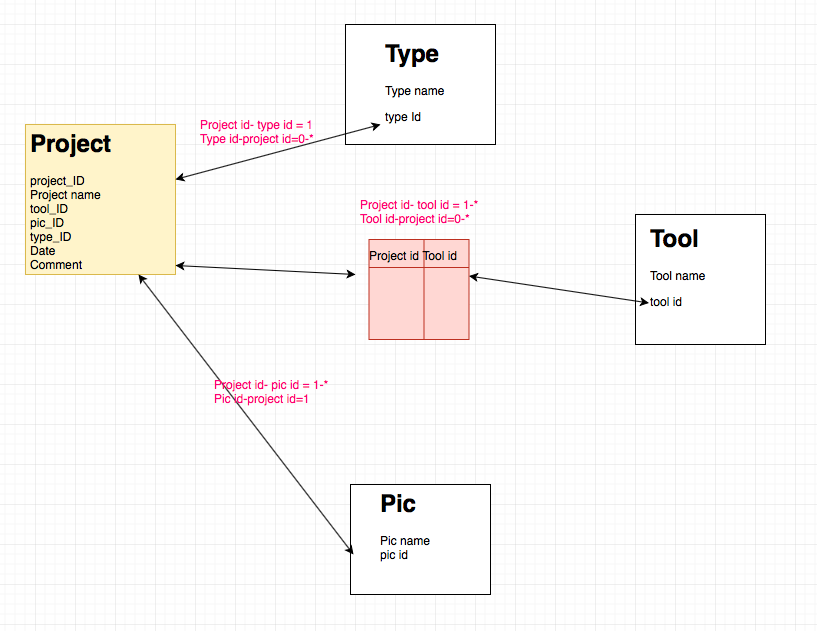 Type
Type name
type Id
Project id- type id = 1
Type id-project id=0-*
Project
project_ID
Project name
tool_ID
pic_ID
type_ID
Date
Comment
Project id- tool id = 1-*
Tool id-project id=0-*
Project id Tool id
Tool
Tool name
tool id
Project id- pic id = 1-*
Pic id-project id=1
Pic
Pic name
pic id